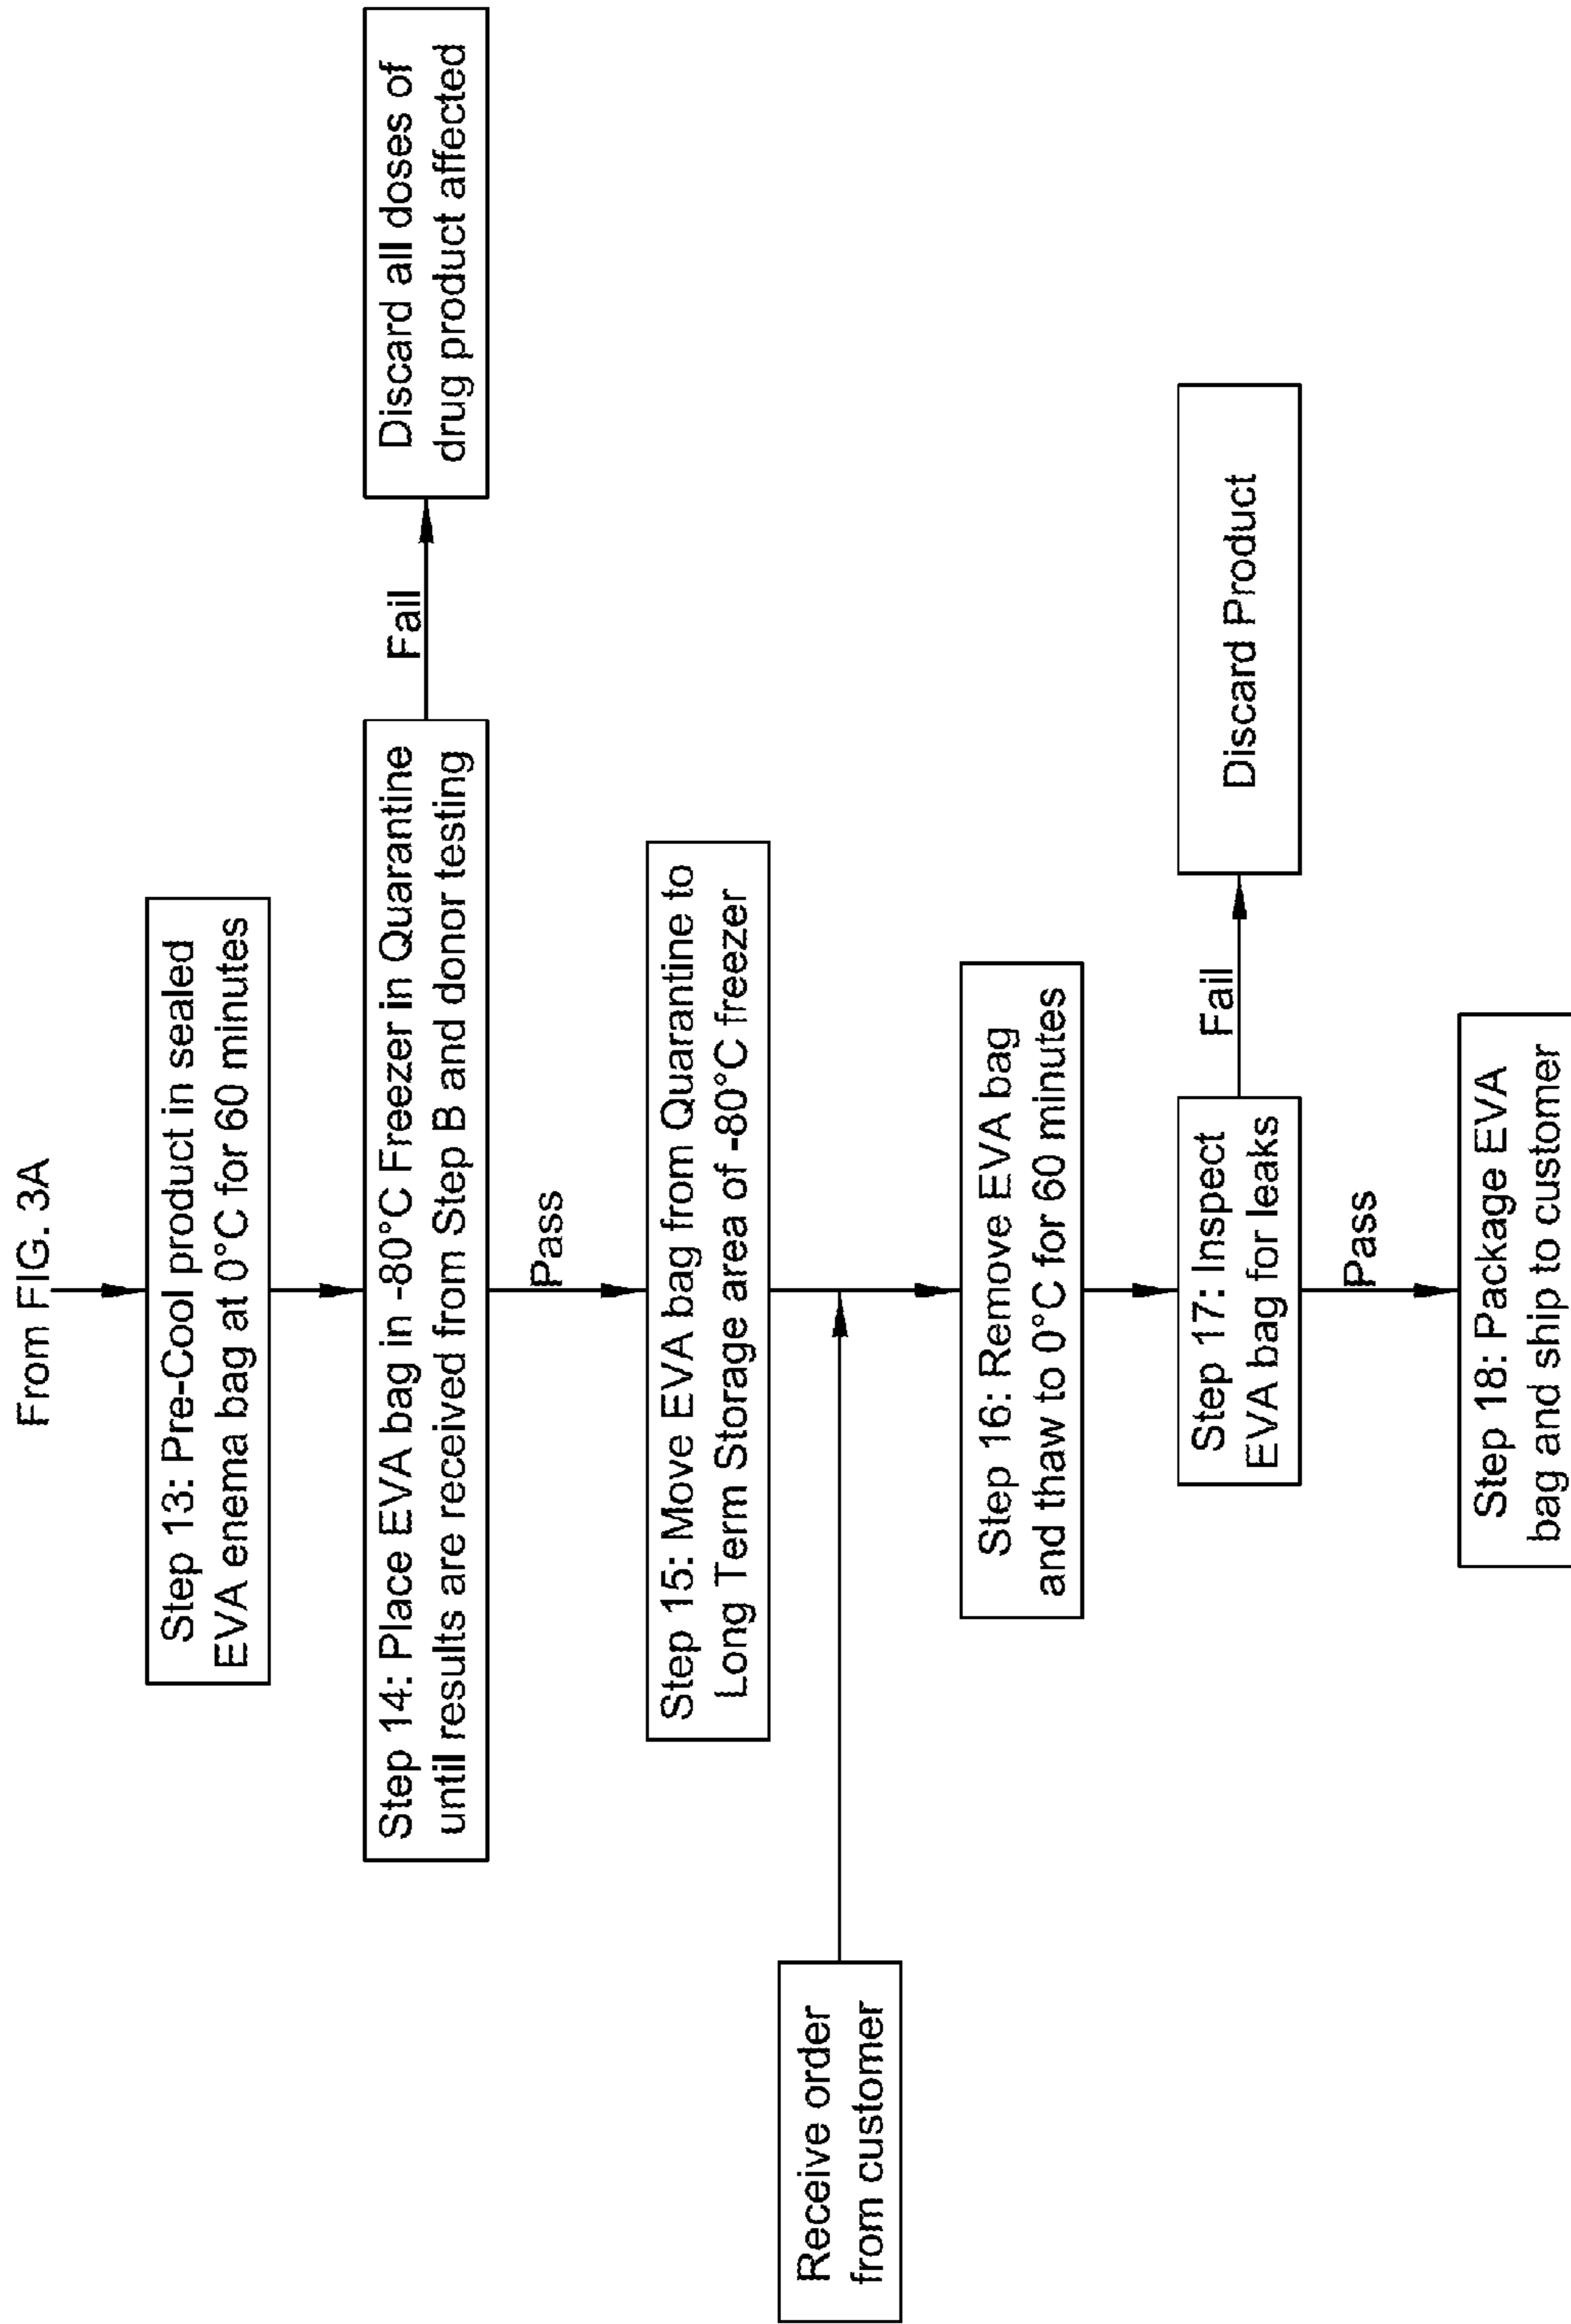 From FIG. 3A
Step 13: Pre-Cool product in sealed
EVA enema bag at 0°C for 60 minutes
Step 14: Place EVA bag in -80°C Freezer in Quarantine
until results are received from Step B and donor testing
Fail
Discard all doses of
drug product affected
Pass
Step 15: Move EVA bag from Quarantine to
Long Term Storage area of -80°C freezer
Receive order
from customer
Step 16: Remove EVA bag
and thaw to 0°C for 60 minutes
Step 17: Inspect
EVA bag for leaks
Fail
Discard Product
Pass
Step 18: Package EVA
bag and ship to customer